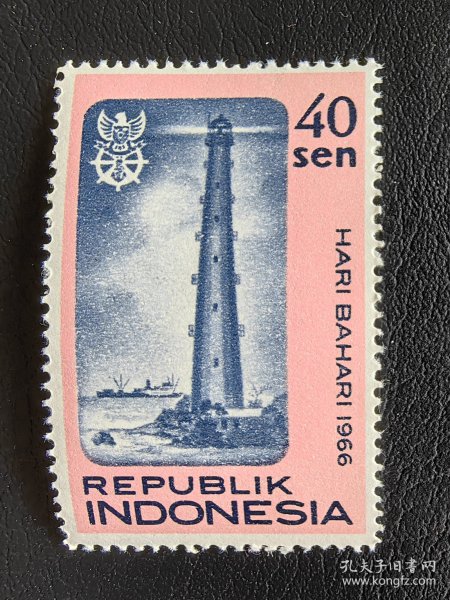 40
sen
HARI BAHARI 1966
REPUBLIK
INDONESIA
孔夫子旧书网
www.kongfz.com